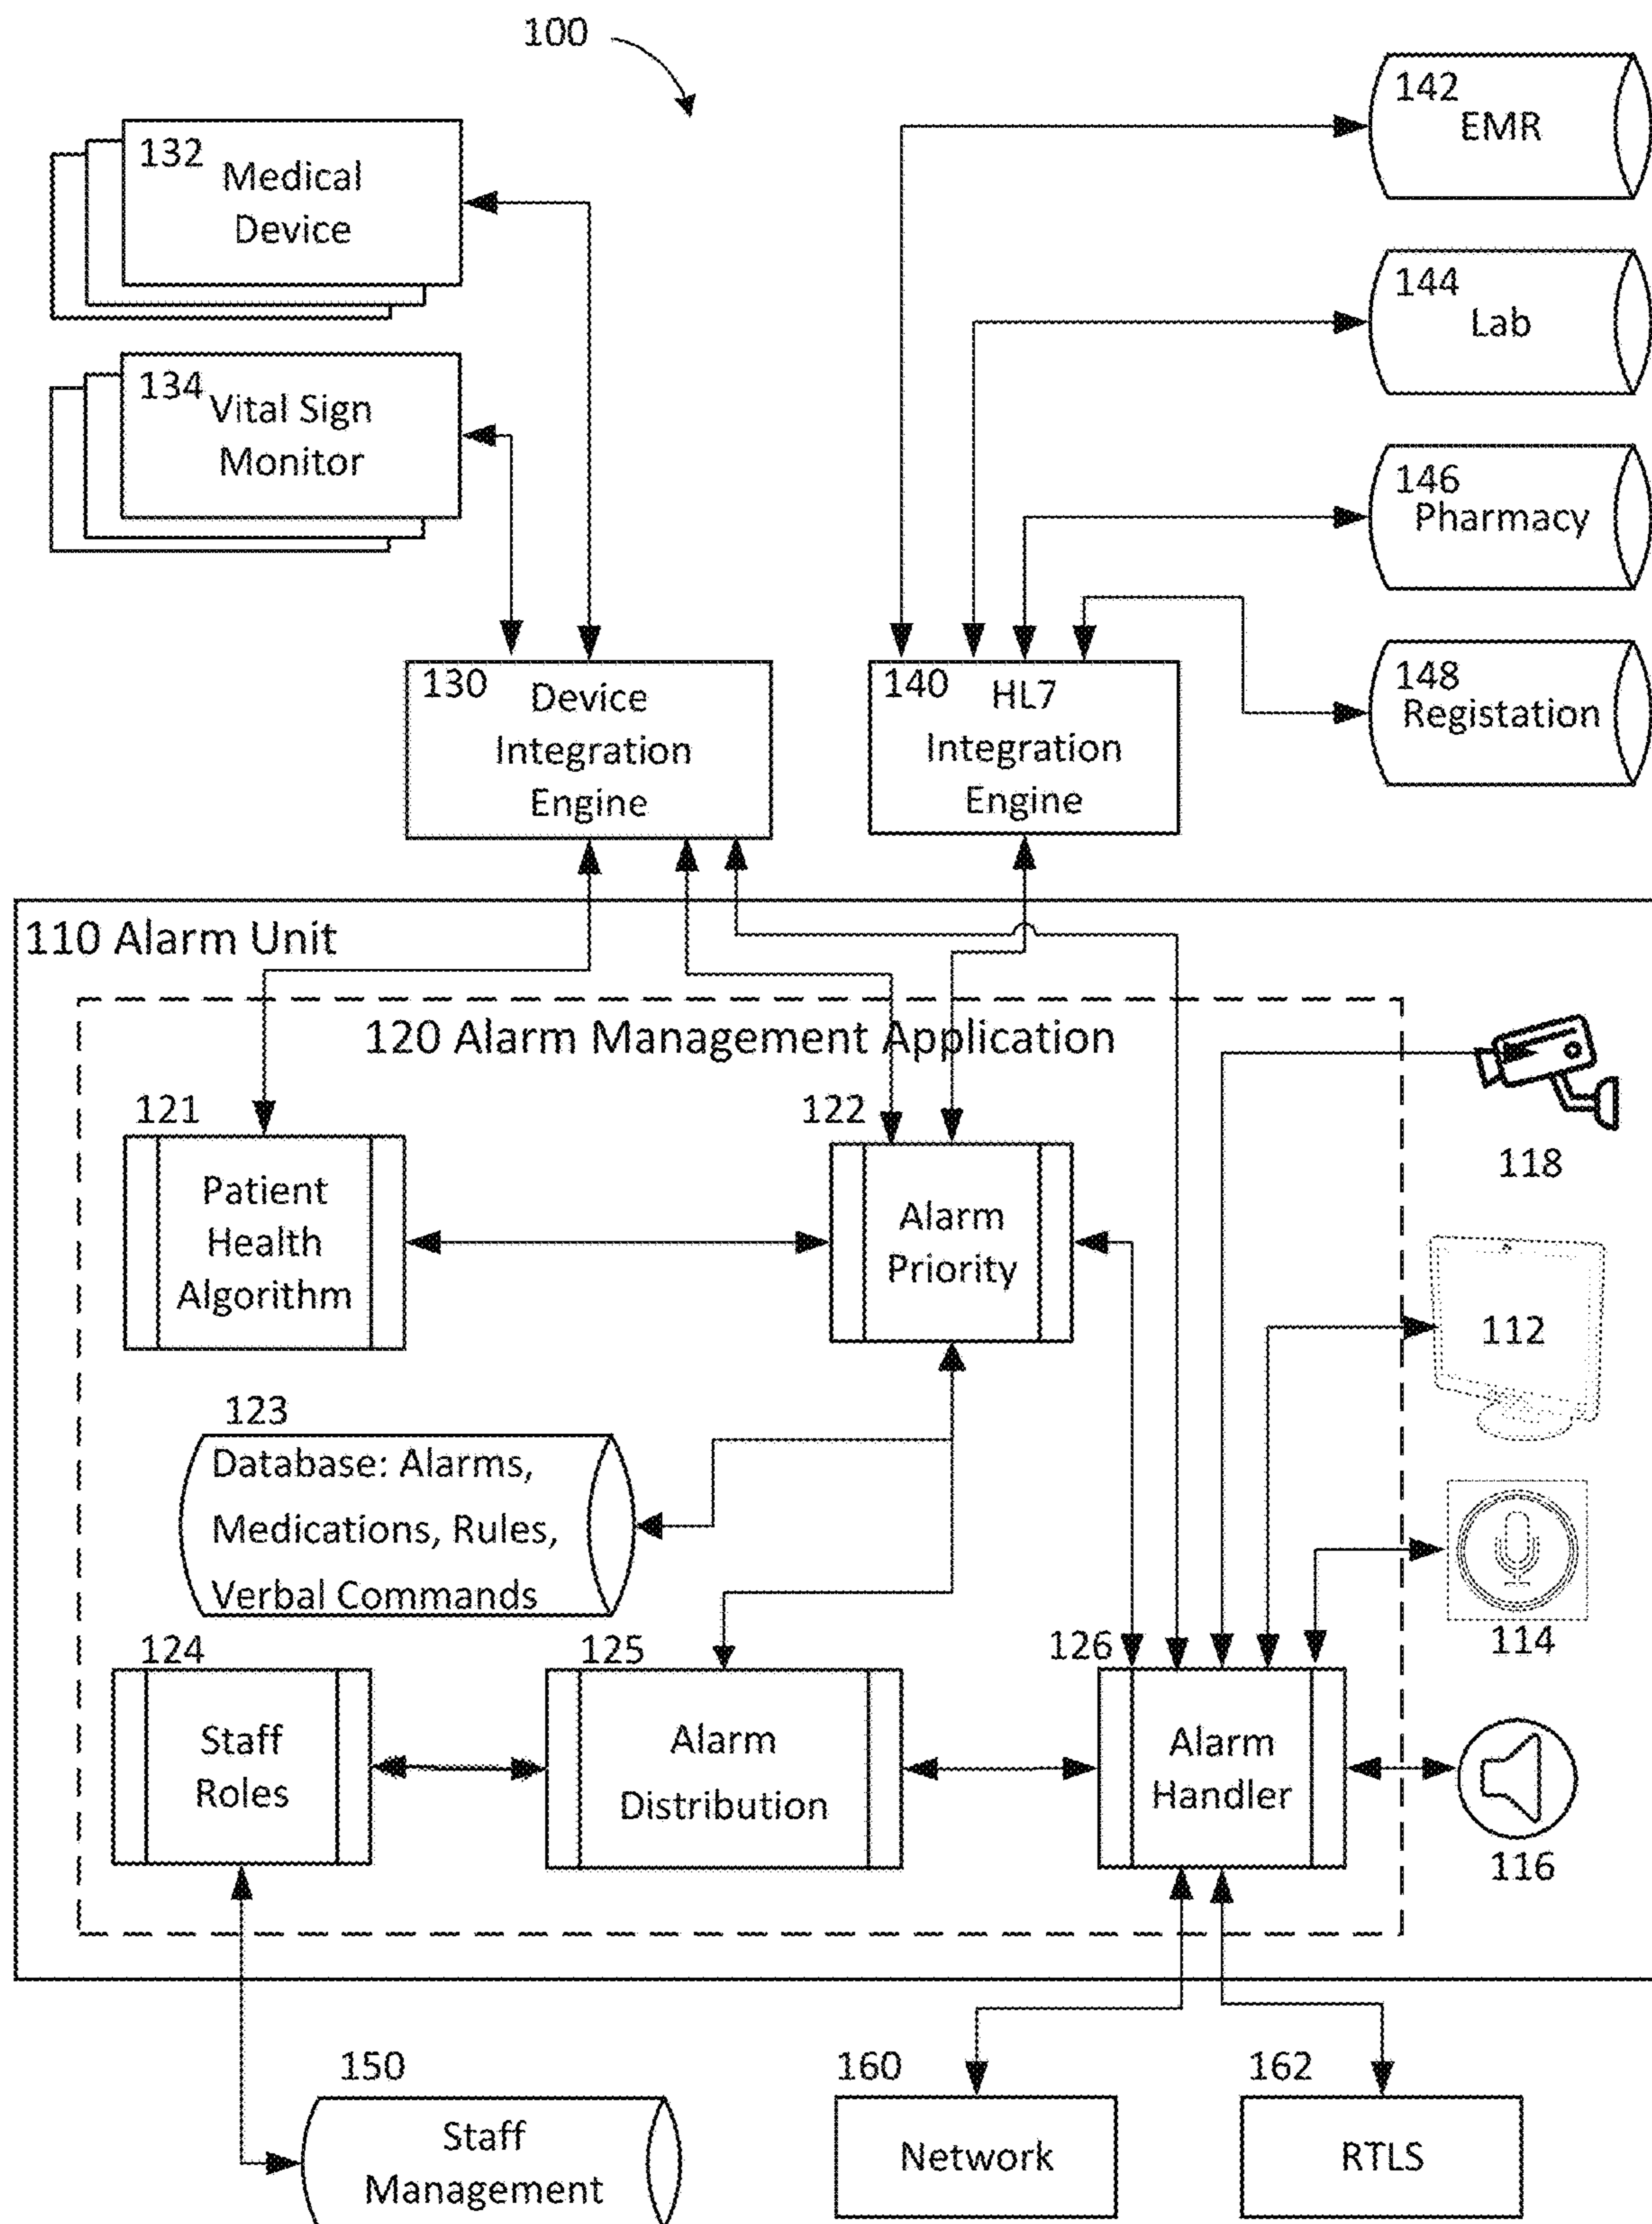 100
142
EMR
132
Medical
Device
144
Lab
134
Vital Sign
Monitor
146
Pharmacy
148
Registation
130
Device
Integration
Engine
140
HL7
Integration
Engine
110 Alarm Unit
120 Alarm Management Application
118
121
Patient
Health
Algorithm
122
Alarm
Priority
112
123
Database: Alarms,
Medications, Rules,
Verbal Commands
114
124
Staff
Roles
125
Alarm
Distribution
126
Alarm
Handler
116
150
Staff
Management
160
Network
162
RTLS